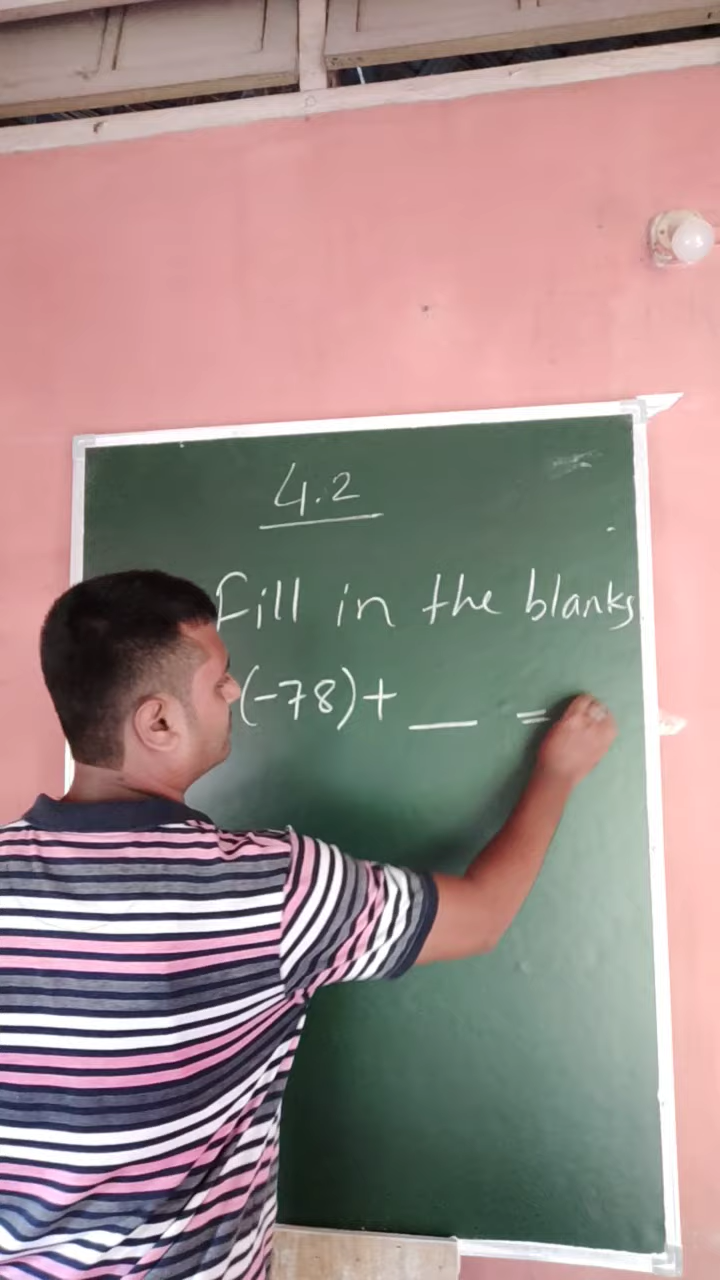 4.2
Fill in the blanks
(-78)+ __ =